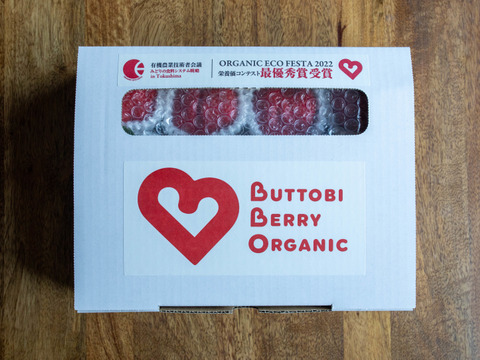 有機農業技術者会議
みどりの食料システム戦略
in Tokushima
ORGANIC ECO FESTA 2022
栄養価コンテスト 最優秀賞 受賞
BUTTOBI
BERRY
ORGANIC